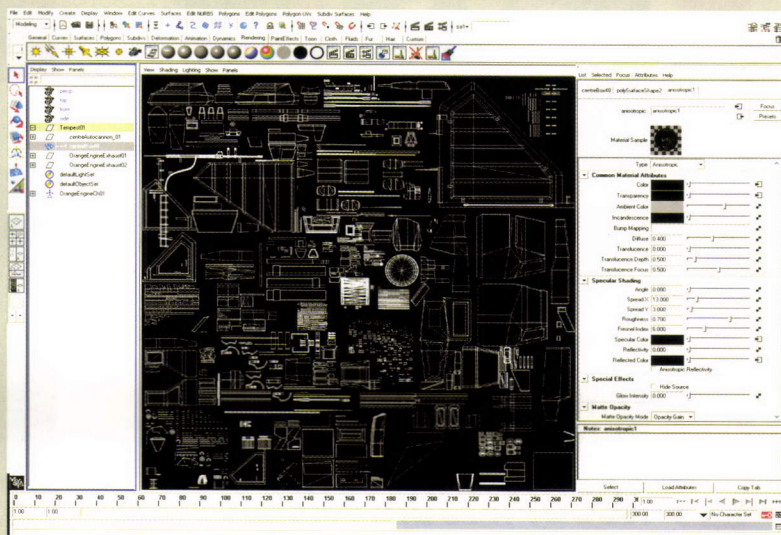 File Edit Modify Create Display Window Edit Curves Surfaces Edit NURBS Polygons Edit Polygons Polygon UVs Subdiv Surfaces Help
Modeling
General Curves Surfaces Polygons Subdivs Deformation Animation Dynamics Rendering PaintEffects Toon Cloth Fluids Fur Hair Custom
Display Show Panels
persp
top
front
side
Tempest01
centreAutocannon_01
OrangeEngineExhaust01
OrangeEngineExhaust02
defaultLightSet
defaultObjectSet
OrangeEngineCh01
View Shading Lighting Show Panels
List Selected Focus Attributes Help
polySurfaceShape2 anisotropic1
anisotropic: anisotropic1
Focus
Presets
Material Sample
Type Anisotropic
Common Material Attributes
Color
Transparency
Ambient Color
Incandescence
Bump Mapping
Diffuse 0.400
Translucence 0.000
Translucence Depth 0.500
Translucence Focus 0.500
Specular Shading
Angle 0.000
Spread X 13.000
Spread Y 3.000
Roughness 0.700
Fresnel Index 6.000
Specular Color
Reflectivity 0.000
Reflected Color
Anisotropic Reflectivity
Special Effects
Hide Source
Glow Intensity 0.000
Matte Opacity
Matte Opacity Mode Opacity Gain
Notes: anisotropic1
Select Load Attributes Copy Tab
0 10 20 30 40 50 60 70 80 90 100 110 120 130 140 150 160 170 180 190 200 210 220 230 240 250 260 270 280 290 1.00
1.00 1.00 300.00 300.00 No Character Set